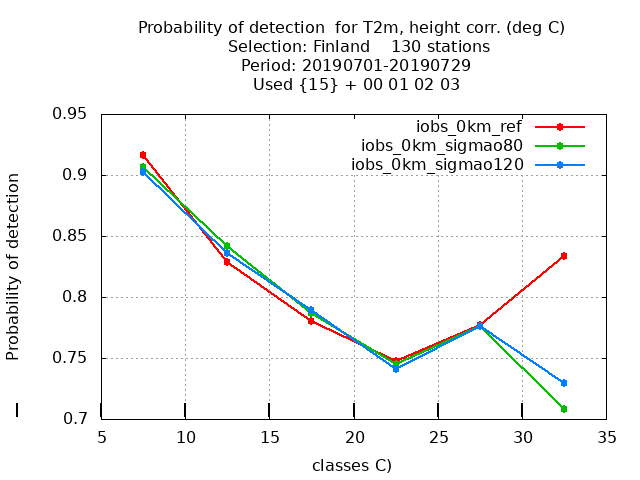 Probability of detection  for T2m, height corr. (deg C)
Selection: Finland    130 stations
Period: 20190701-20190729
Used {15} + 00 01 02 03
iobs_0km_ref
iobs_0km_sigmao80
iobs_0km_sigmao120
0.95
0.9
0.85
0.8
0.75
0.7
Probability of detection
5 10 15 20 25 30 35
classes C)